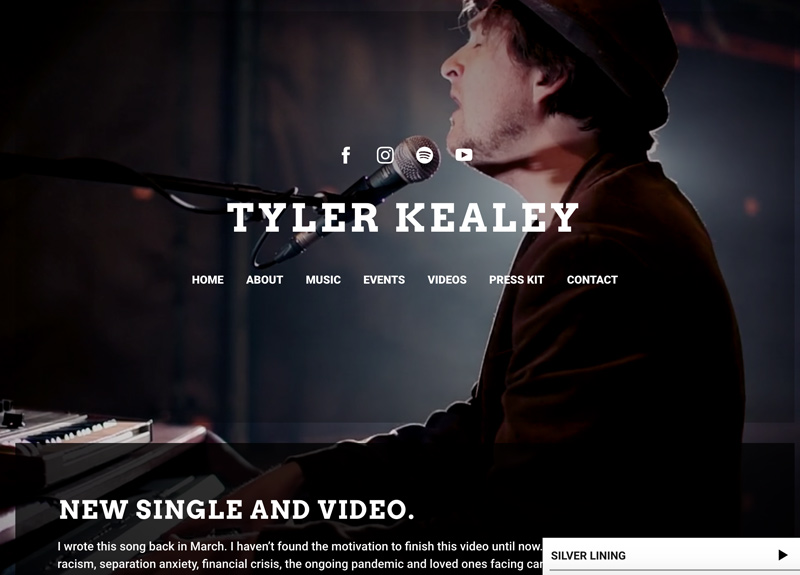 TYLER KEALEY
HOME ABOUT MUSIC EVENTS VIDEOS PRESS KIT CONTACT
NEW SINGLE AND VIDEO.
I wrote this song back in March. I haven't found the motivation to finish this video until now.
racism, separation anxiety, financial crisis, the ongoing pandemic and loved ones facing
SILVER LINING